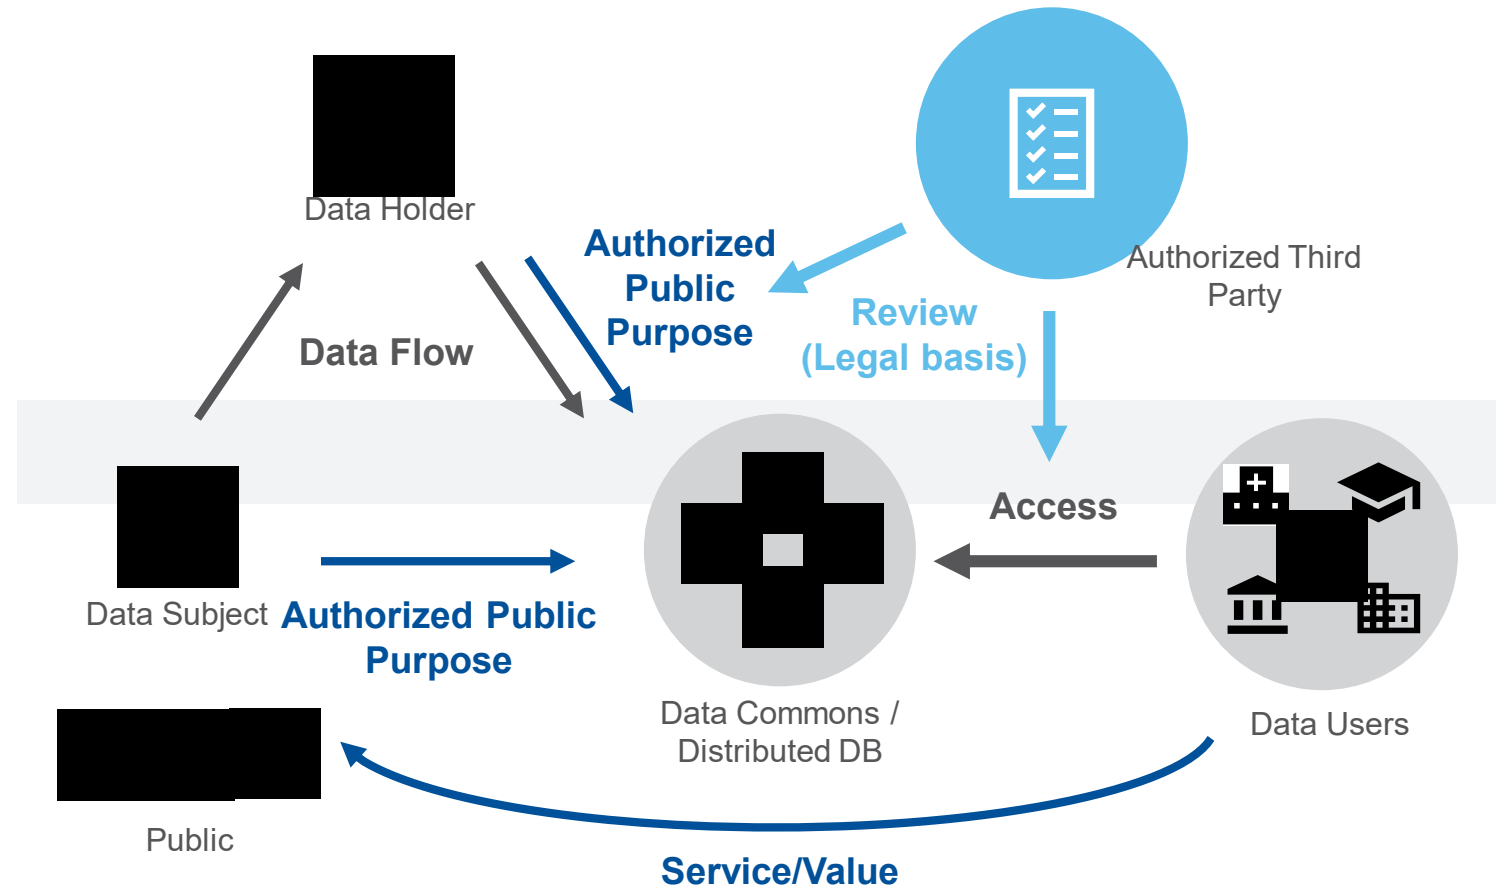 Data Holder
Authorized
Public
Purpose
Authorized Third
Party
Review
(Legal basis)
Data Flow
Access
Data Subject
Authorized Public
Purpose
Data Commons /
Distributed DB
Data Users
Public
Service/Value